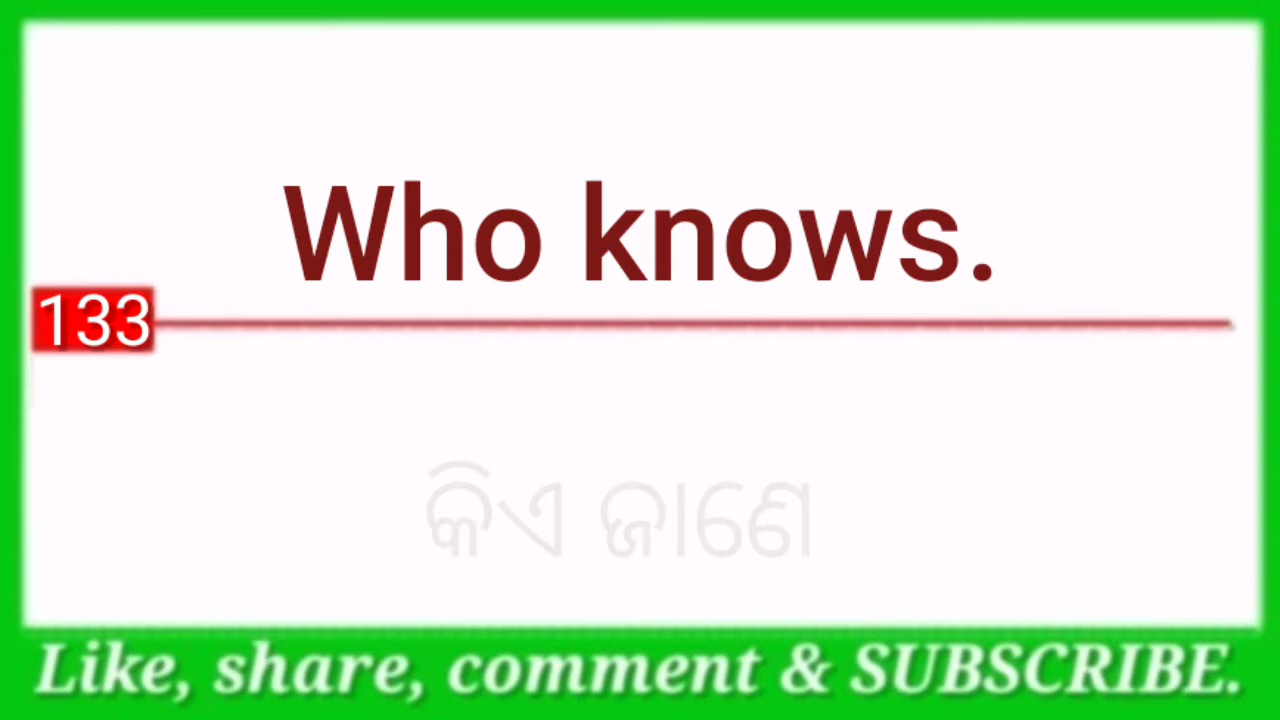 Who knows.
133
କିଏ ଜାଣେ
Like, share, comment & SUBSCRIBE.